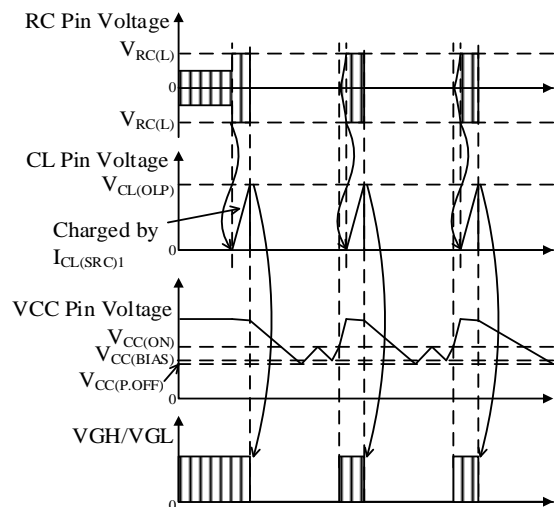 RC Pin Voltage
VRC(L)
0
VRC(L)
CL Pin Voltage
VCL(OLP)
Charged by
ICL(SRC)1
0
VCC Pin Voltage
VCC(ON)
VCC(BIAS)
VCC(P.OFF)
0
VGH/VGL
0